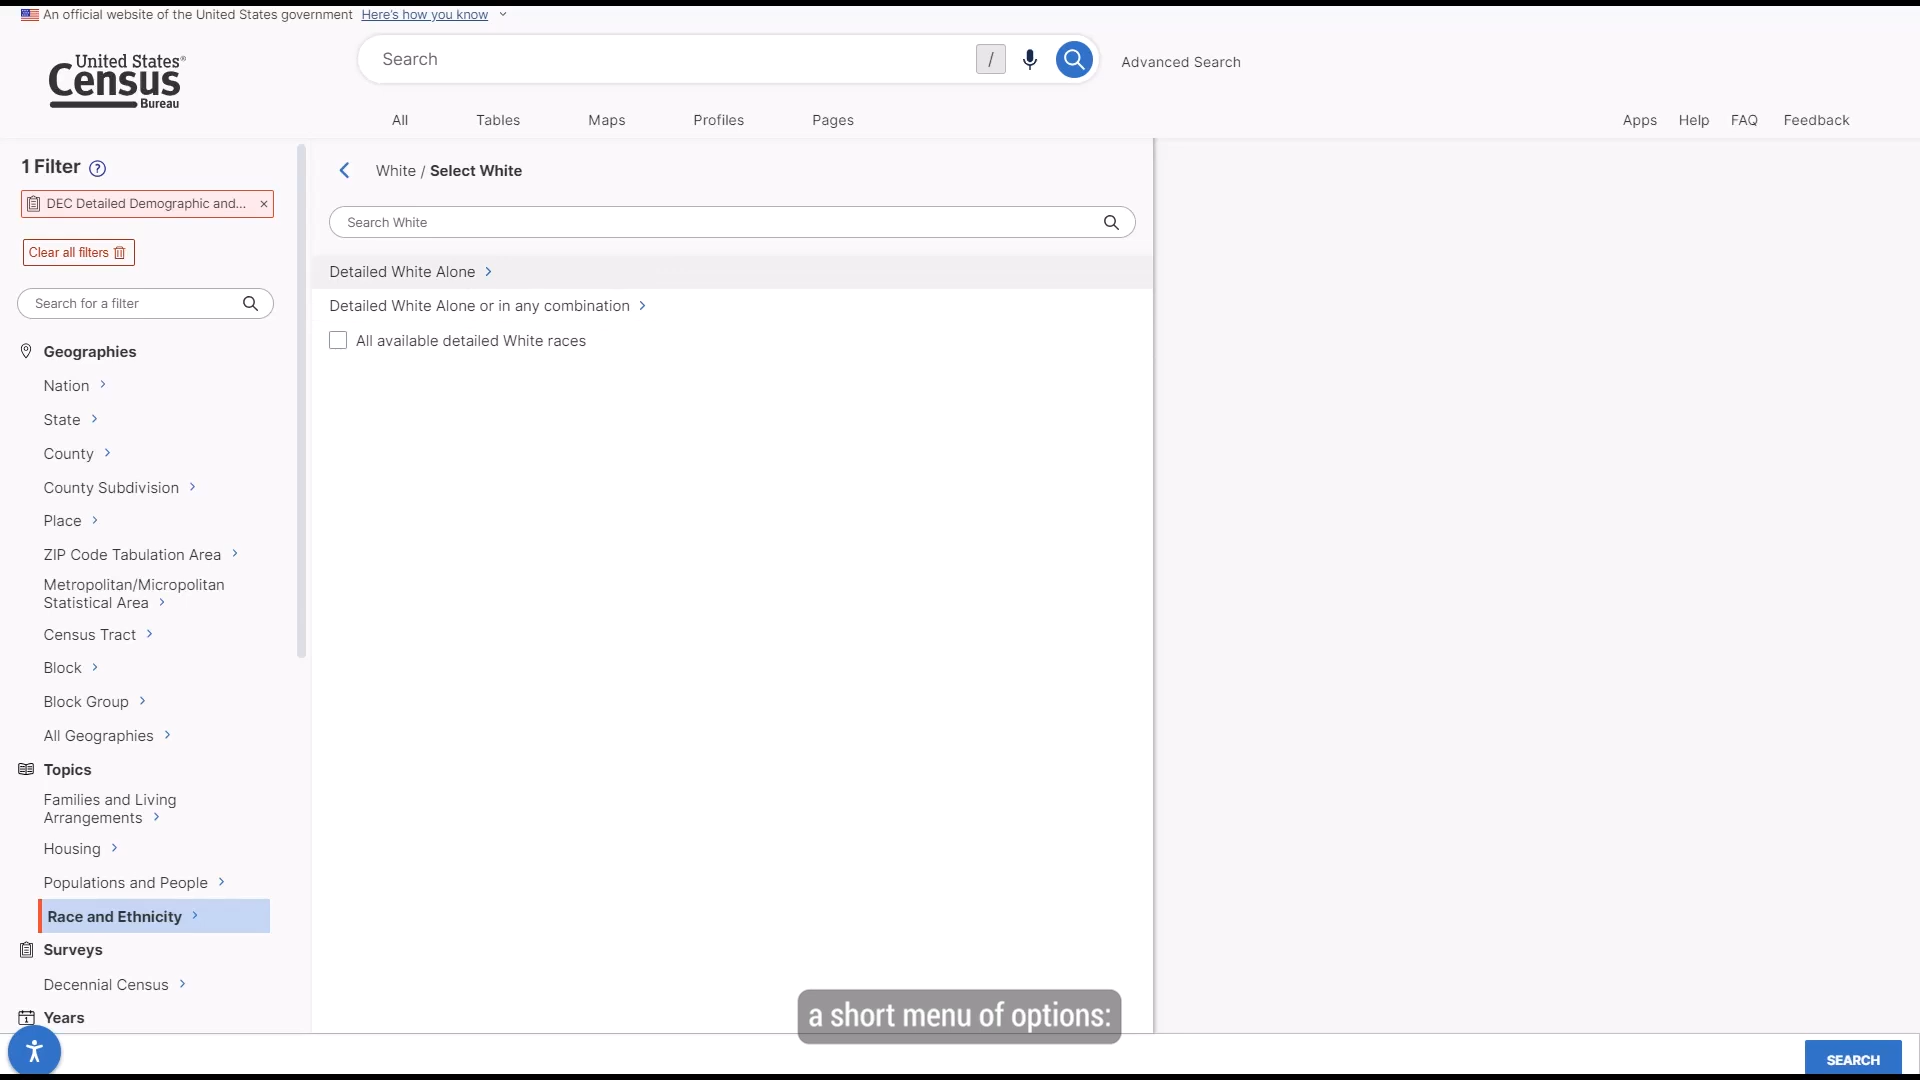 An official website of the United States government Here's how you know
United States®
Census
Bureau
Search
/
Advanced Search
All Tables Maps Profiles Pages
Apps Help FAQ Feedback
1 Filter ?
DEC Detailed Demographic and... ×
Clear all filters
Search for a filter
Geographies
Nation
State
County
County Subdivision
Place
ZIP Code Tabulation Area
Metropolitan/Micropolitan
Statistical Area
Census Tract
Block
Block Group
All Geographies
Topics
Families and Living
Arrangements
Housing
Populations and People
Race and Ethnicity
Surveys
Decennial Census
Years
White / Select White
Search White
Detailed White Alone
Detailed White Alone or in any combination
All available detailed White races
a short menu of options:
SEARCH